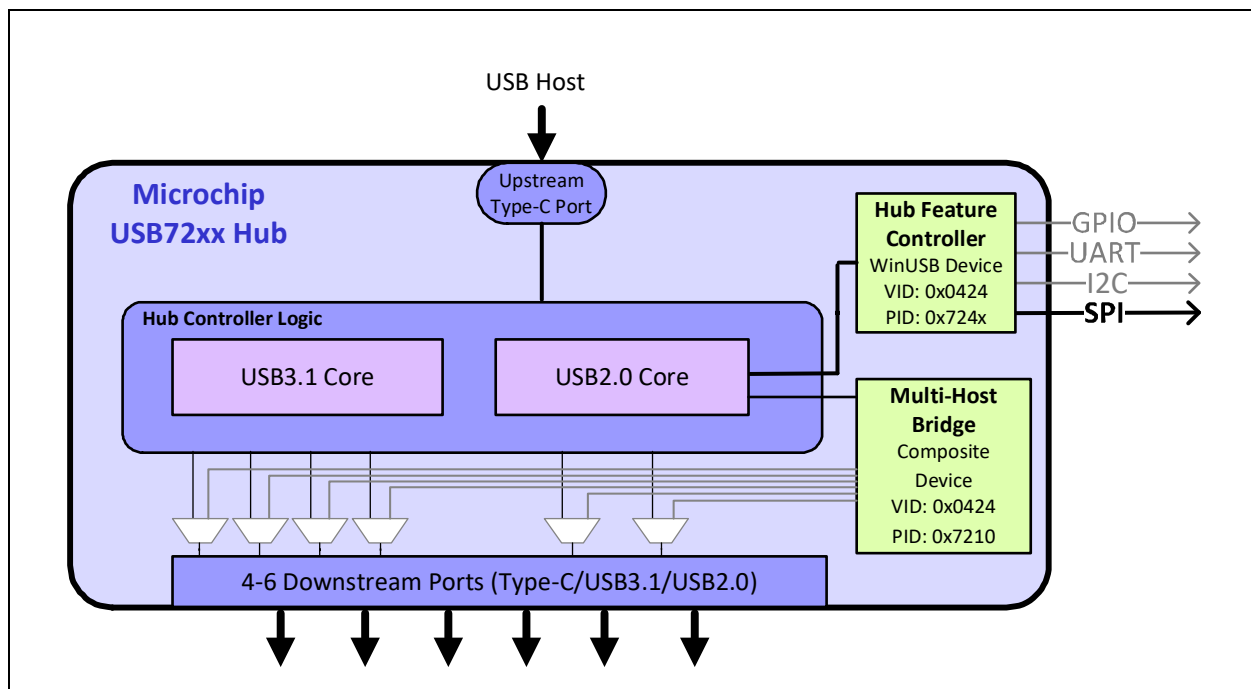 USB Host
Microchip
USB72xx Hub
Upstream
Type-C Port
Hub Feature
Controller
WinUSB Device
VID: 0x0424
PID: 0x724x
GPIO
UART
I2C
SPI
Hub Controller Logic
USB3.1 Core
USB2.0 Core
Multi-Host
Bridge
Composite
Device
VID: 0x0424
PID: 0x7210
4-6 Downstream Ports (Type-C/USB3.1/USB2.0)